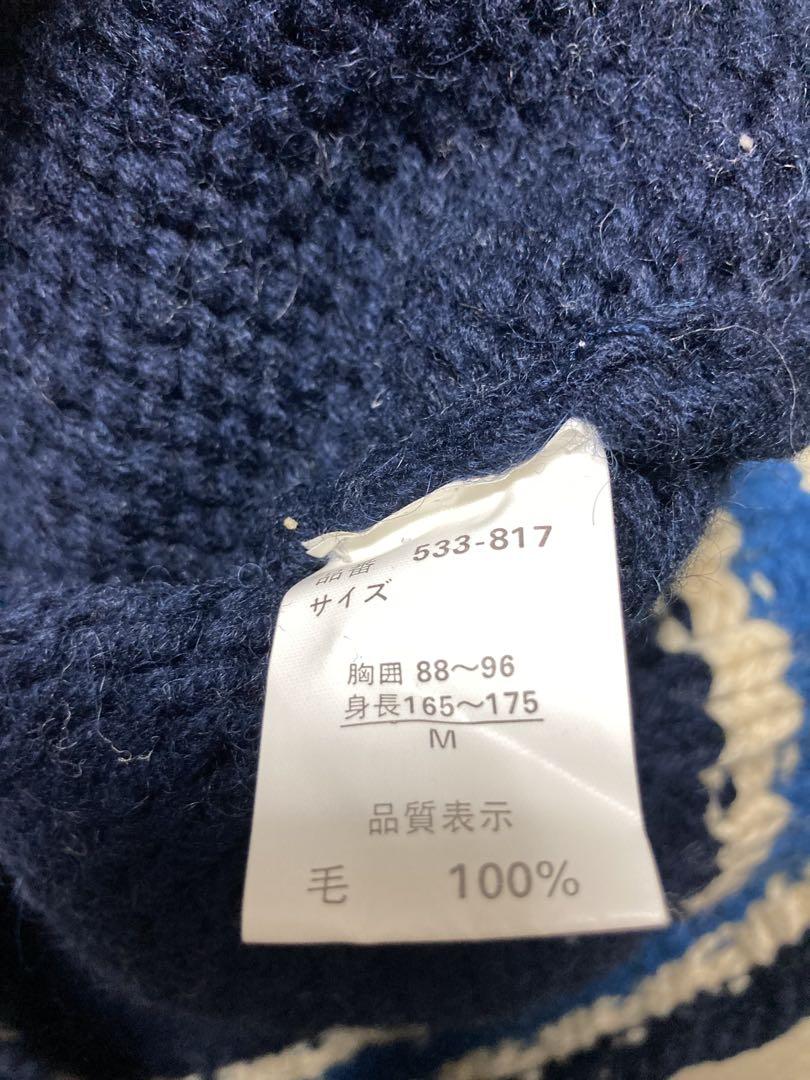 品番 533-817
サイズ
胸囲 88～96
身長165～175
M
品質表示
毛 100%